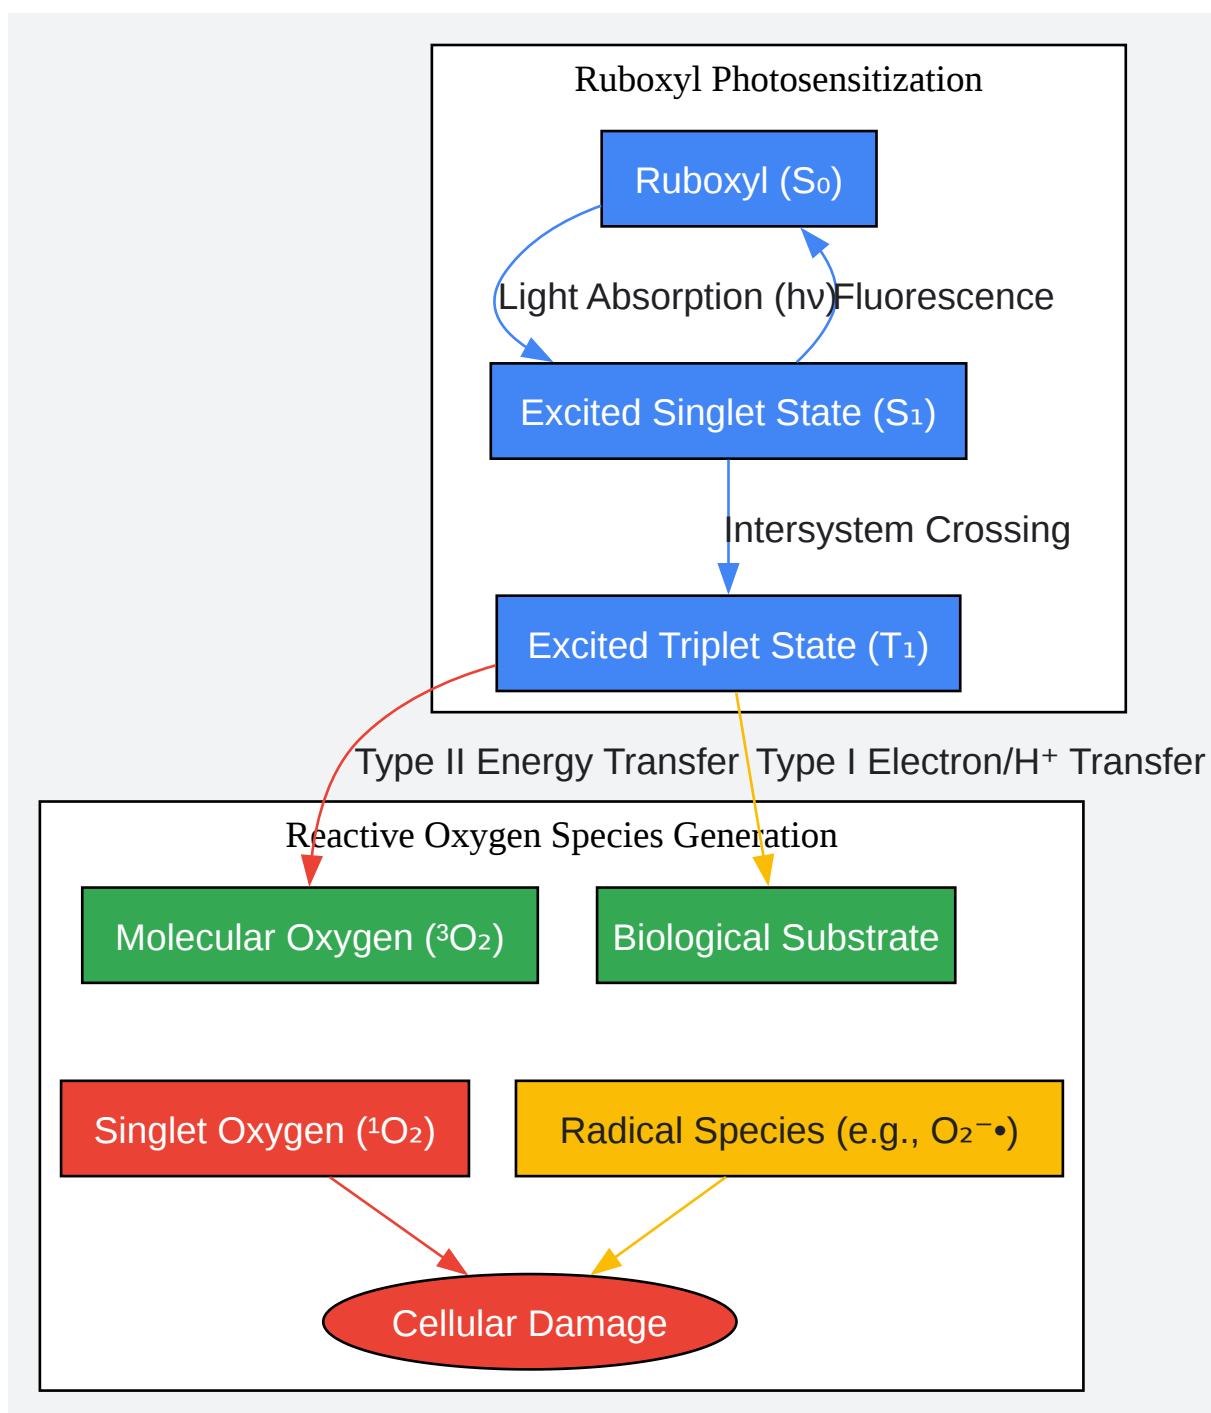 Ruboxyl Photosensitization
Ruboxyl (S₀)
Light Absorption (hν)
Fluorescence
Excited Singlet State (S₁)
Intersystem Crossing
Excited Triplet State (T₁)
Type II Energy Transfer
Type I Electron/H⁺ Transfer
Reactive Oxygen Species Generation
Molecular Oxygen (³O₂)
Biological Substrate
Singlet Oxygen (¹O₂)
Radical Species (e.g., O₂⁻•)
Cellular Damage